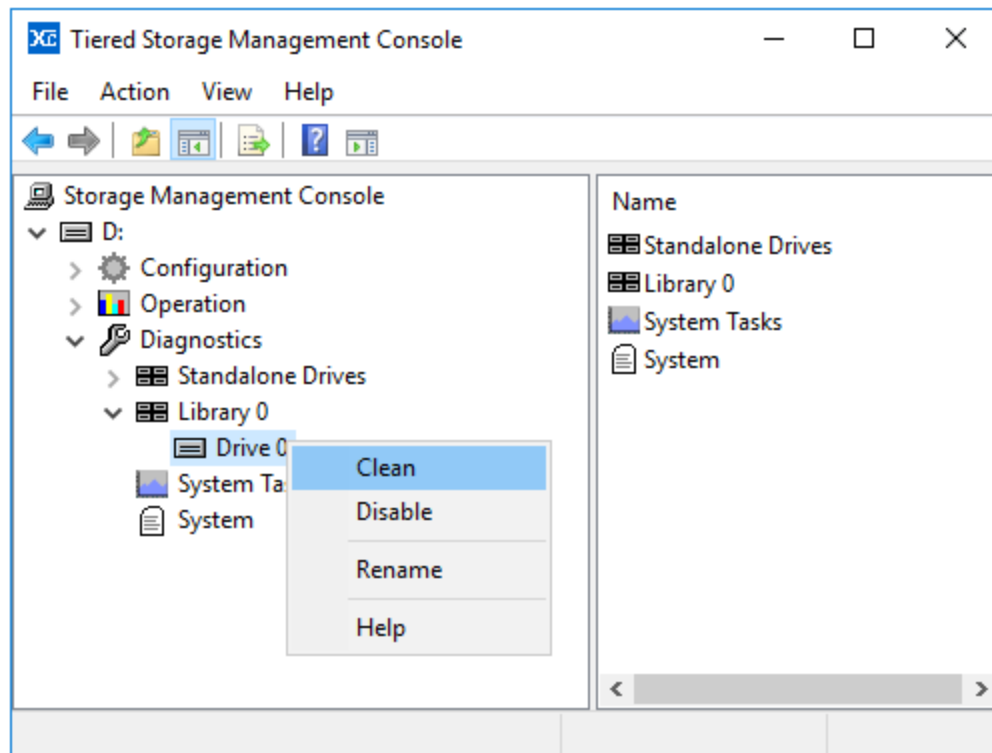 Tiered Storage Management Console
File Action View Help
Storage Management Console
D:
Configuration
Operation
Diagnostics
Standalone Drives
Library 0
Drive 0
System Ta
System
Clean
Disable
Rename
Help
Name
Standalone Drives
Library 0
System Tasks
System